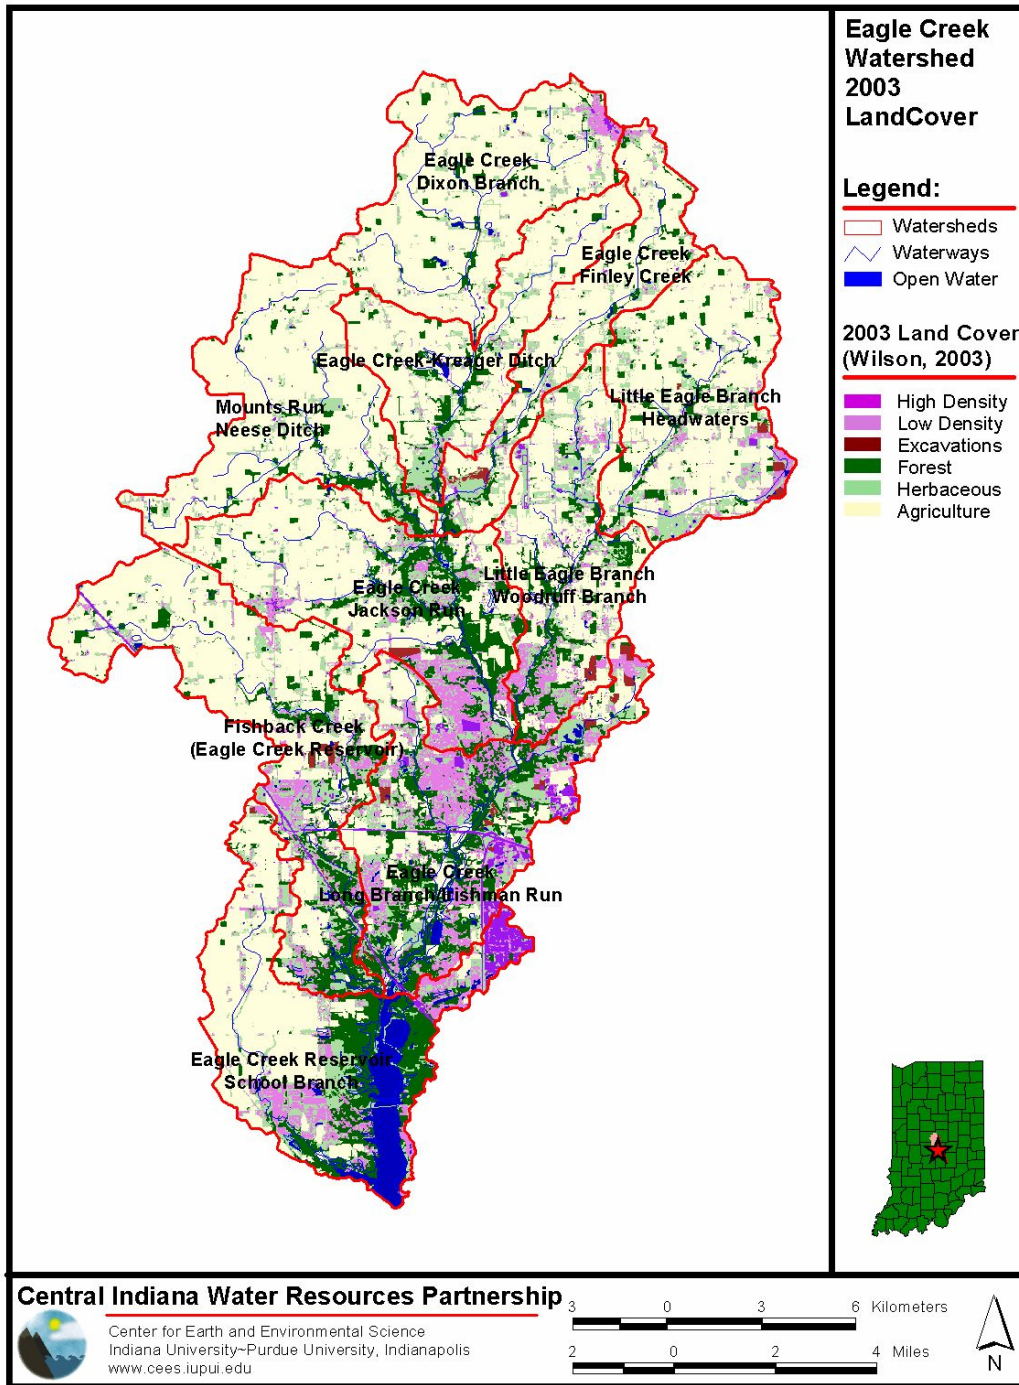 Eagle Creek
Watershed
2003
LandCover
Legend:
Watersheds
Waterways
Open Water
2003 Land Cover
(Wilson, 2003)
High Density
Low Density
Excavations
Forest
Herbaceous
Agriculture
Eagle Creek
Dixon Branch
Eagle Creek
Finley Creek
Eagle Creek-Kreager Ditch
Little Eagle Branch
Headwaters
Mounts Run
Neese Ditch
Eagle Creek
Jackson Run
Little Eagle Branch
Woodruff Branch
Fishback Creek
(Eagle Creek Reservoir)
Eagle Creek
Long Branch/Irishman Run
Eagle Creek Reservoir
School Branch
Central Indiana Water Resources Partnership
Center for Earth and Environmental Science
Indiana University~Purdue University, Indianapolis
www.cees.iupui.edu
3 0 3 6 Kilometers
2 0 2 4 Miles
N